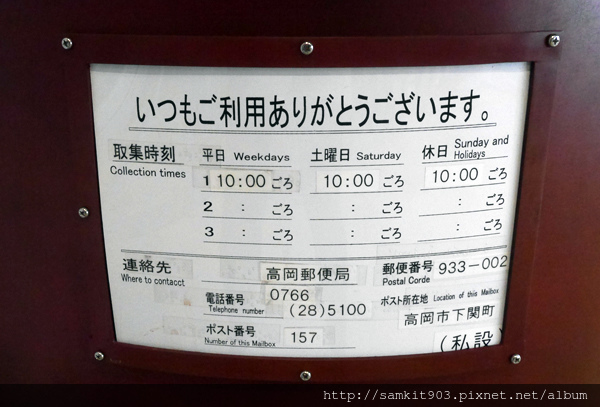 いつもご利用ありがとうございます。
取集時刻 平日 Weekdays 土曜日 Saturday 休日 Sunday and Holidays
Collection times 1 10:00 ごろ 10:00 ごろ 10:00 ごろ
2 : ごろ : ごろ : ごろ
3 : ごろ : ごろ : ごろ
連絡先 高岡郵便局 郵便番号 933-002
Where to contacct Postal Corde
電話番号 0766 ポスト所在地 Location of this Mailbox
Telephone number (28)5100 高岡市下関町
ポスト番号 157 (私設)
Number of this Mailbox
http://samkit903.pixnet.net/album